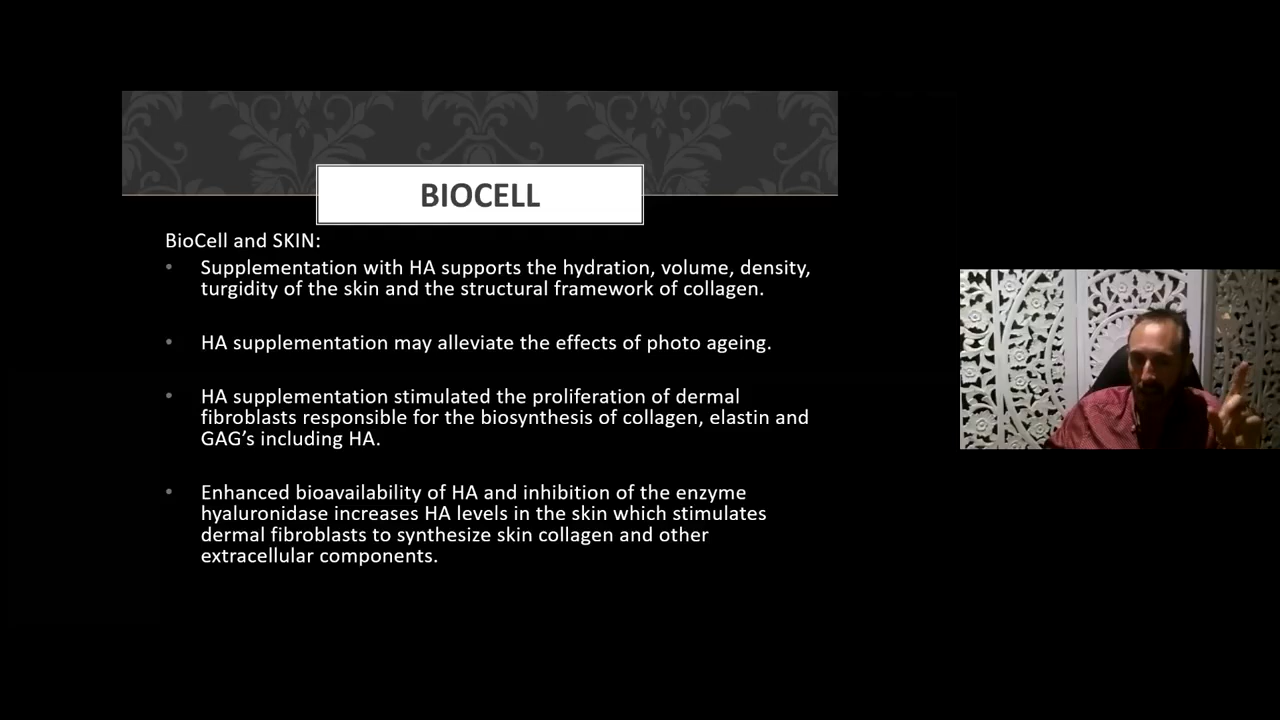 BIOCELL
BioCell and SKIN:
• Supplementation with HA supports the hydration, volume, density,
turgidity of the skin and the structural framework of collagen.
• HA supplementation may alleviate the effects of photo ageing.
• HA supplementation stimulated the proliferation of dermal
fibroblasts responsible for the biosynthesis of collagen, elastin and
GAG’s including HA.
• Enhanced bioavailability of HA and inhibition of the enzyme
hyaluronidase increases HA levels in the skin which stimulates
dermal fibroblasts to synthesize skin collagen and other
extracellular components.